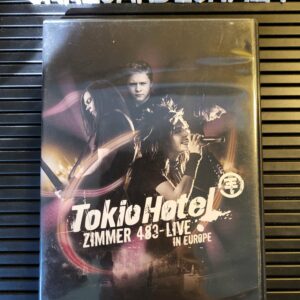 Tokio Hotel
ZIMMER 483-LIVE
IN EUROPE